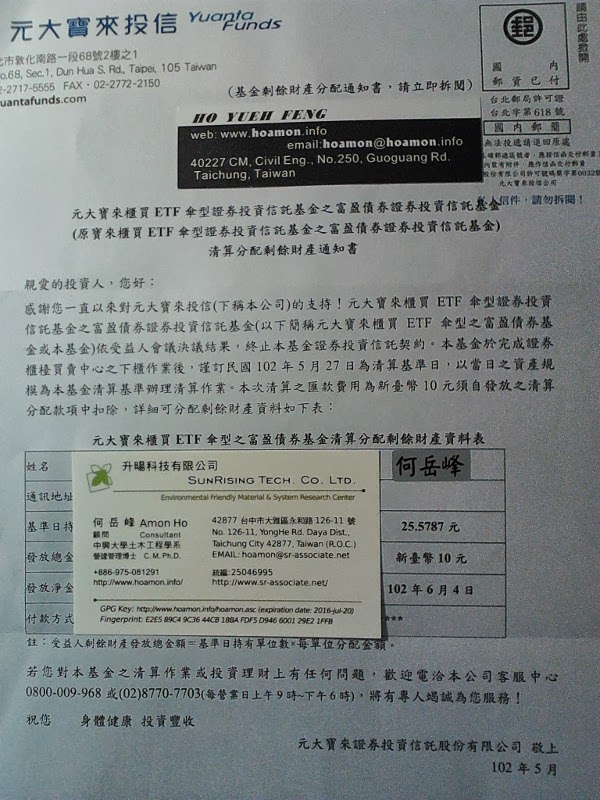 元大寶來投信 Yuanta Funds
北市敦化南路一段68號2樓之1
No.68, Sec.1, Dun Hua S. Rd., Taipei, 105 Taiwan
02-2717-5555 FAX・02-2772-2150
yuantafunds.com
(基金剩餘財產分配通知書，請立即拆閱)
請由此處撕開
郵
國 內
郵資已付
台北郵局許可證
台北字第618號
國內郵簡
無法投遞請退回原處
元大寶來投信公司
信件，請勿拆閱！
HO YUEH FENG
web: www.hoamon.info
email:hoamon@hoamon.info
40227 CM, Civil Eng., No.250, Guoguang Rd.
Taichung, Taiwan
元大寶來櫃買 ETF 傘型證券投資信託基金之富盈債券證券投資信託基金
(原寶來櫃買 ETF 傘型證券投資信託基金之富盈債券證券投資信託基金)
清算分配剩餘財產通知書
親愛的投資人，您好：
感謝您一直以來對元大寶來投信(下稱本公司)的支持！元大寶來櫃買 ETF 傘型證券投資
信託基金之富盈債券證券投資信託基金(以下簡稱元大寶來櫃買 ETF 傘型之富盈債券基
金或本基金)依受益人會議決議結果，終止本基金證券投資信託契約。本基金於完成證券
櫃檯買賣中心之下櫃作業後，謹訂民國 102 年 5 月 27 日為清算基準日，以當日之資產規
模為本基金清算基準辦理清算作業。本次清算之匯款費用為新臺幣 10 元須自發放之清算
分配款項中扣除，詳細可分配剩餘財產資料如下表：
元大寶來櫃買 ETF 傘型之富盈債券基金清算分配剩餘財產資料表
姓名
何岳峰
通訊地址
基準日持
25.5787 元
發放總金
新臺幣 10 元
發放淨金
102 年 6 月 4 日
付款方式
***
升暘科技有限公司
SunRising Tech. Co. Ltd.
Environmental Friendly Material & System Research Center
何岳峰 Amon Ho
顧問 Consultant
中興大學土木工程學系
營建管理博士 C.M. Ph.D.
+886-975-081291
http://www.hoamon.info/
42877 台中市大雅區永和路 126-11 號
No. 126-11, YongHe Rd. Daya Dist.,
Taichung City 42877, Taiwan (R.O.C.)
EMAIL: hoamon@sr-associate.net
統編:25046995
http://www.sr-associate.net/
GPG Key: http://www.hoamon.info/hoamon.asc (expiration date: 2016-jul-20)
Fingerprint: E2E5 89C4 9C36 44CB 18BA FDF5 D946 6001 29E2 1FFB
註：受益人剩餘財產發放總金額＝基準日持有單位數×每單位分配金額。
若您對本基金之清算作業或投資理財上有任何問題，歡迎電洽本公司客服中心
0800-009-968 或(02)8770-7703(每營業日上午 9 時~下午 6 時)，將有專人竭誠為您服務！
祝您 身體健康 投資豐收
元大寶來證券投資信託股份有限公司 敬上
102 年 5 月